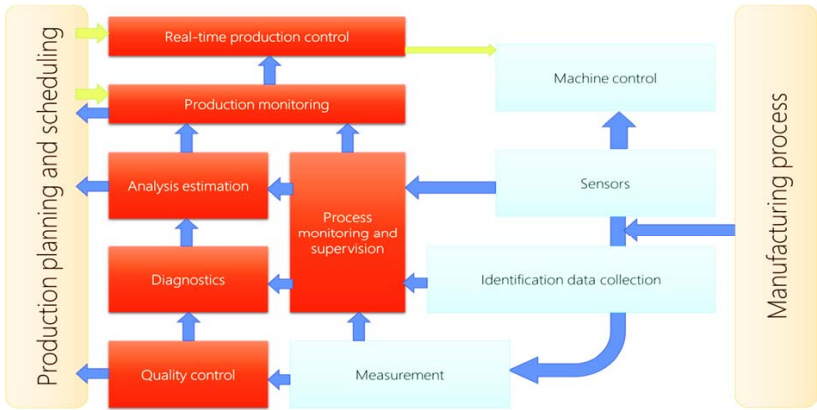 Production planning and scheduling
Real-time production control
Production monitoring
Analysis estimation
Diagnostics
Quality control
Process
monitoring and
supervision
Measurement
Machine control
Sensors
Identification data collection
Manufacturing process